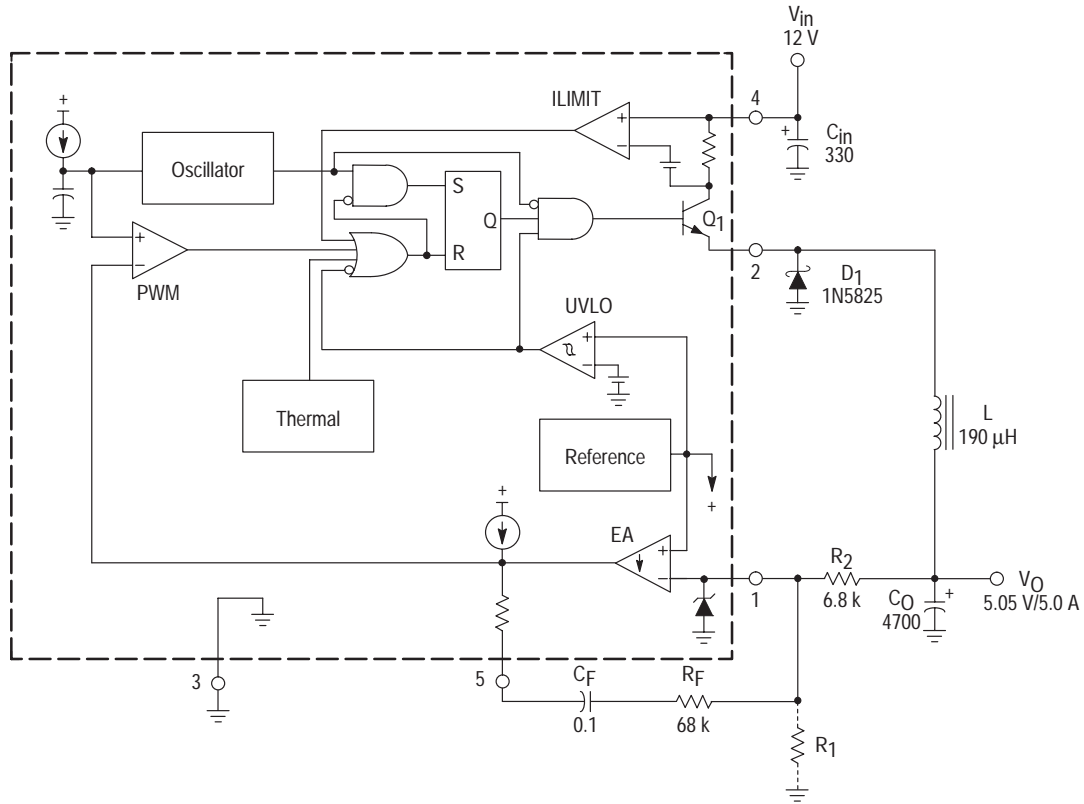 Vin
12 V
4
ILIMIT
+
−
+
Cin
330
+
Oscillator
S
Q
R
Q1
+
−
PWM
2
D1
1N5825
UVLO
+
−
Thermal
L
190 µH
Reference
+
+
EA
+
−
1
R2
6.8 k
CO
4700
+
VO
5.05 V/5.0 A
3
5
CF
0.1
RF
68 k
R1